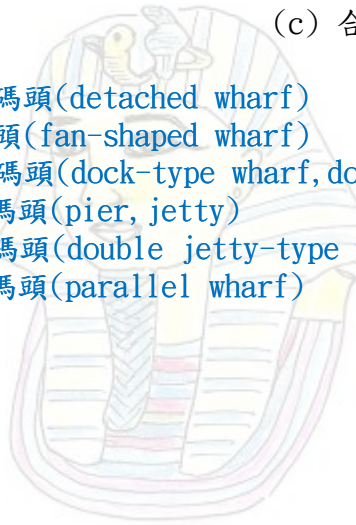 (c) 合
碼頭(detached wharf)
頭(fan-shaped wharf)
碼頭(dock-type wharf,do
碼頭(pier,jetty)
碼頭(double jetty-type
碼頭(parallel wharf)